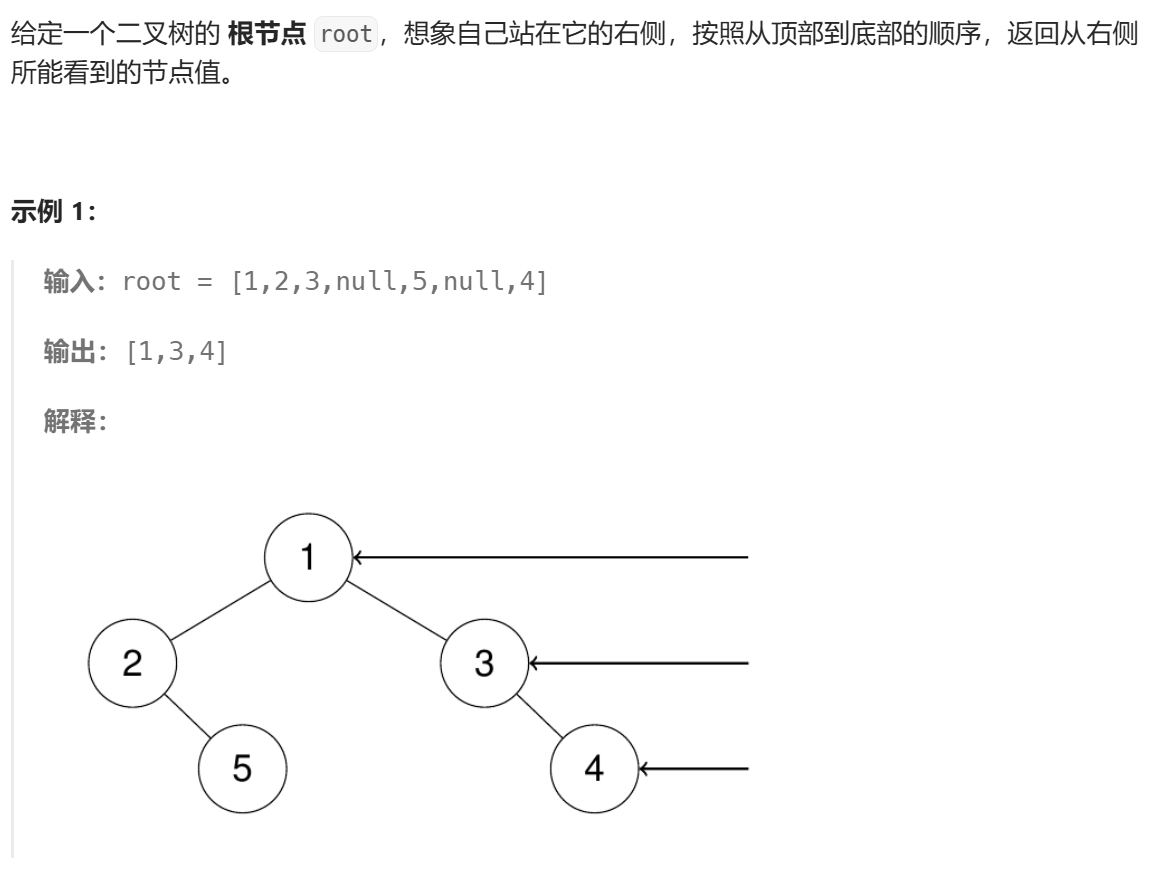 给定一个二叉树的 根节点 root，想象自己站在它的右侧，按照从顶部到底部的顺序，返回从右侧
所能看到的节点值。
示例 1：
输入：root = [1,2,3,null,5,null,4]
输出：[1,3,4]
解释：
1
2
3
5
4